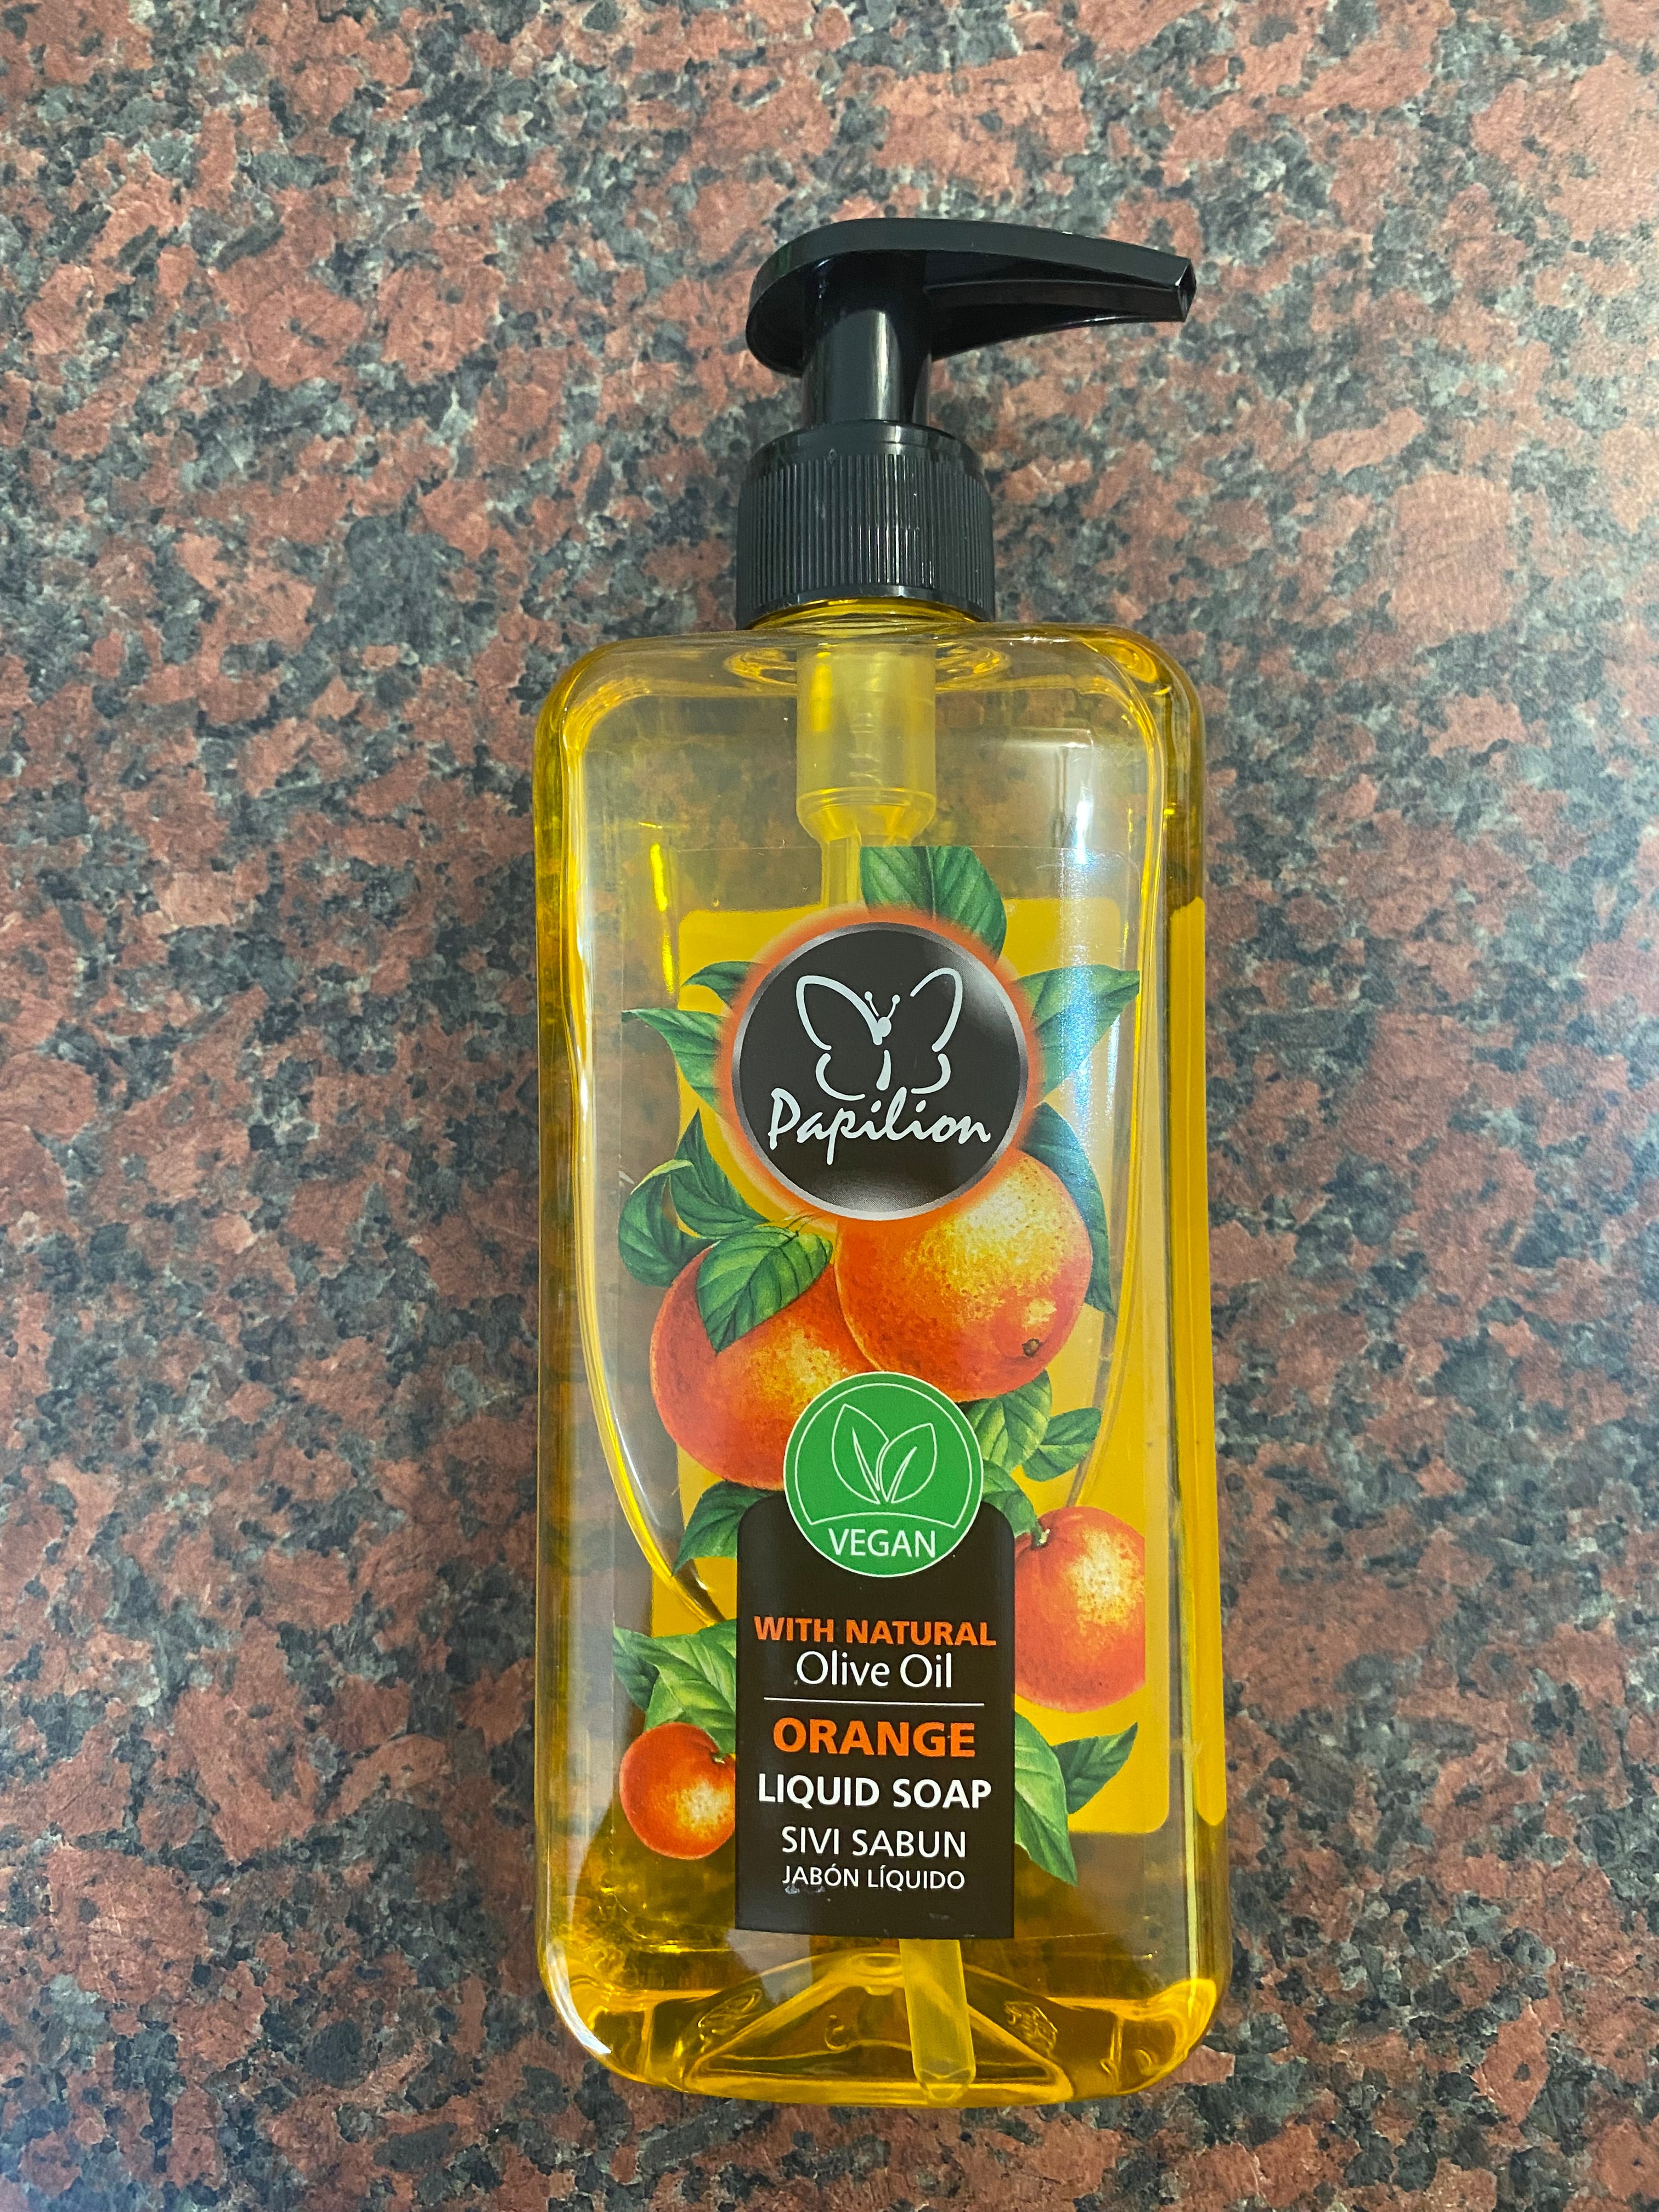 Papilion
VEGAN
WITH NATURAL
Olive Oil
ORANGE
LIQUID SOAP
SIVI SABUN
JABÓN LÍQUIDO